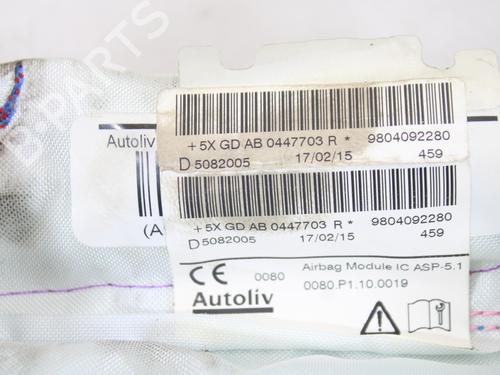 B-PARTS
Autoliv
(A
+ 5X GD AB 0447703 R * 9804092280
D 5082005 17/02/15 459
+ 5X GD AB 0447703 R * 9804092280
D 5082005 17/02/15 459
CE 0080 Airbag Module IC ASP-5.1
Autoliv 0080.P1.10.0019